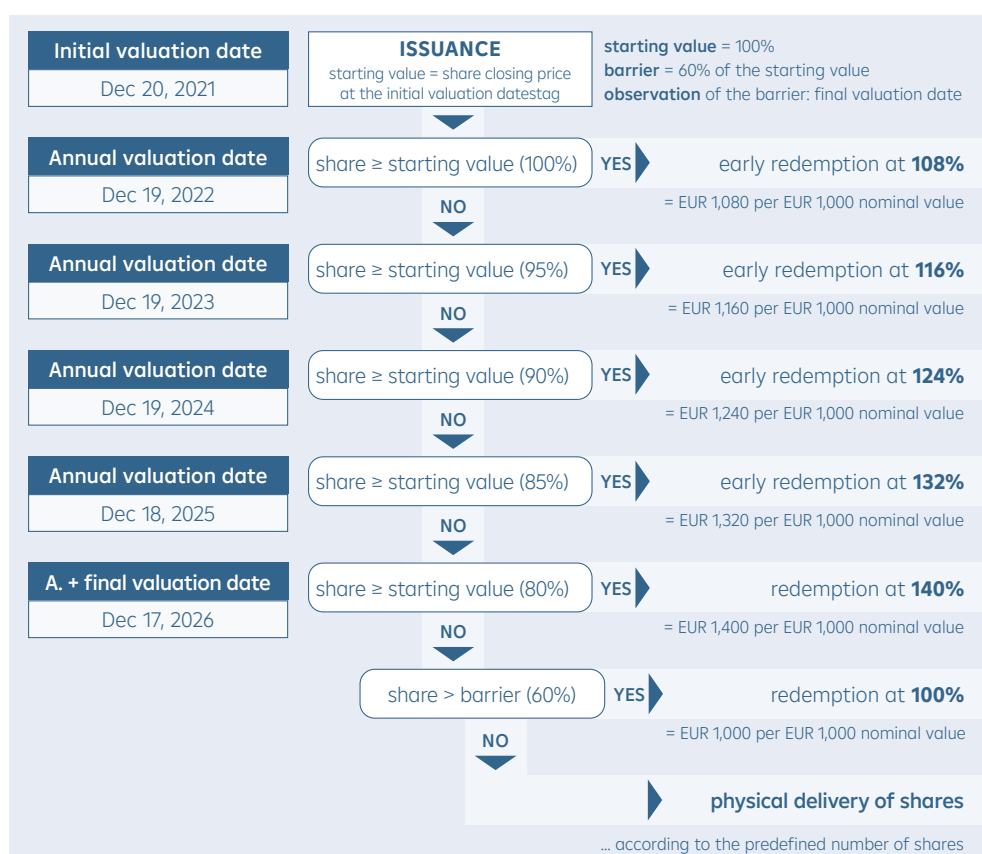 Initial valuation date
Dec 20, 2021
ISSUANCE
starting value = share closing price
at the initial valuation datestag
starting value = 100%
barrier = 60% of the starting value
observation of the barrier: final valuation date
Annual valuation date
Dec 19, 2022
share ≥ starting value (100%)
YES
early redemption at 108%
= EUR 1,080 per EUR 1,000 nominal value
NO
Annual valuation date
Dec 19, 2023
share ≥ starting value (95%)
YES
early redemption at 116%
= EUR 1,160 per EUR 1,000 nominal value
NO
Annual valuation date
Dec 19, 2024
share ≥ starting value (90%)
YES
early redemption at 124%
= EUR 1,240 per EUR 1,000 nominal value
NO
Annual valuation date
Dec 18, 2025
share ≥ starting value (85%)
YES
early redemption at 132%
= EUR 1,320 per EUR 1,000 nominal value
NO
A. + final valuation date
Dec 17, 2026
share ≥ starting value (80%)
YES
redemption at 140%
= EUR 1,400 per EUR 1,000 nominal value
NO
share > barrier (60%)
YES
redemption at 100%
= EUR 1,000 per EUR 1,000 nominal value
NO
physical delivery of shares
... according to the predefined number of shares